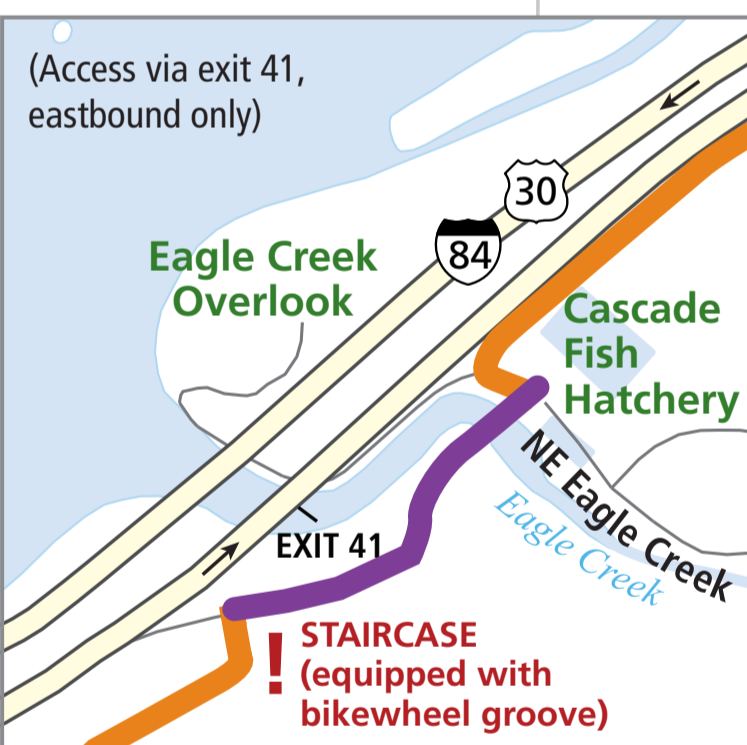 (Access via exit 41,
eastbound only)
30
84
Eagle Creek
Overlook
Cascade
Fish
Hatchery
NE Eagle Creek
Eagle Creek
EXIT 41
! STAIRCASE
(equipped with
bikewheel groove)